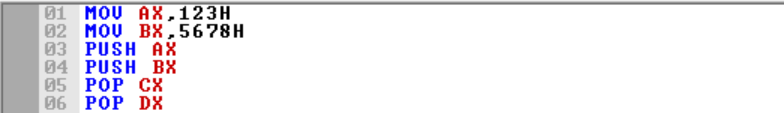 01 MOV AX,123H
02 MOV BX,5678H
03 PUSH AX
04 PUSH BX
05 POP CX
06 POP DX